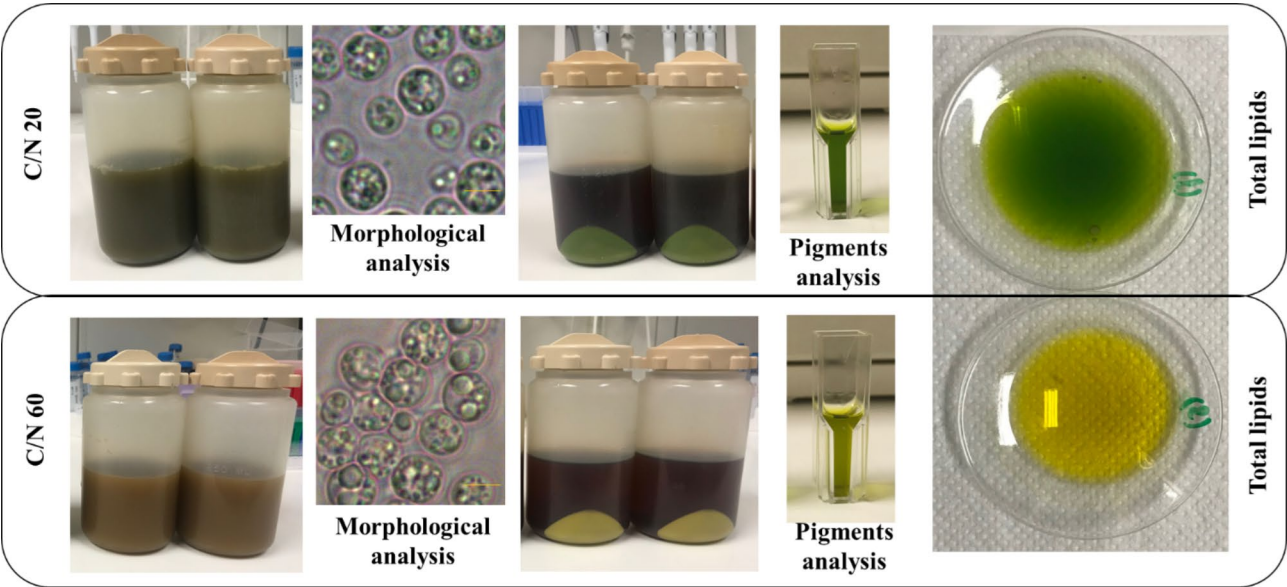 C/N 20
Morphological
analysis
Pigments
analysis
Total lipids
C/N 60
Morphological
analysis
Pigments
analysis
Total lipids